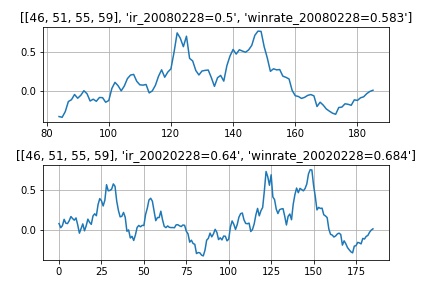 [[46, 51, 55, 59], 'ir_20080228=0.5', 'winrate_20080228=0.583']
0.5
0.0
80 100 120 140 160 180
[[46, 51, 55, 59], 'ir_20020228=0.64', 'winrate_20020228=0.684']
0.5
0.0
0 25 50 75 100 125 150 175